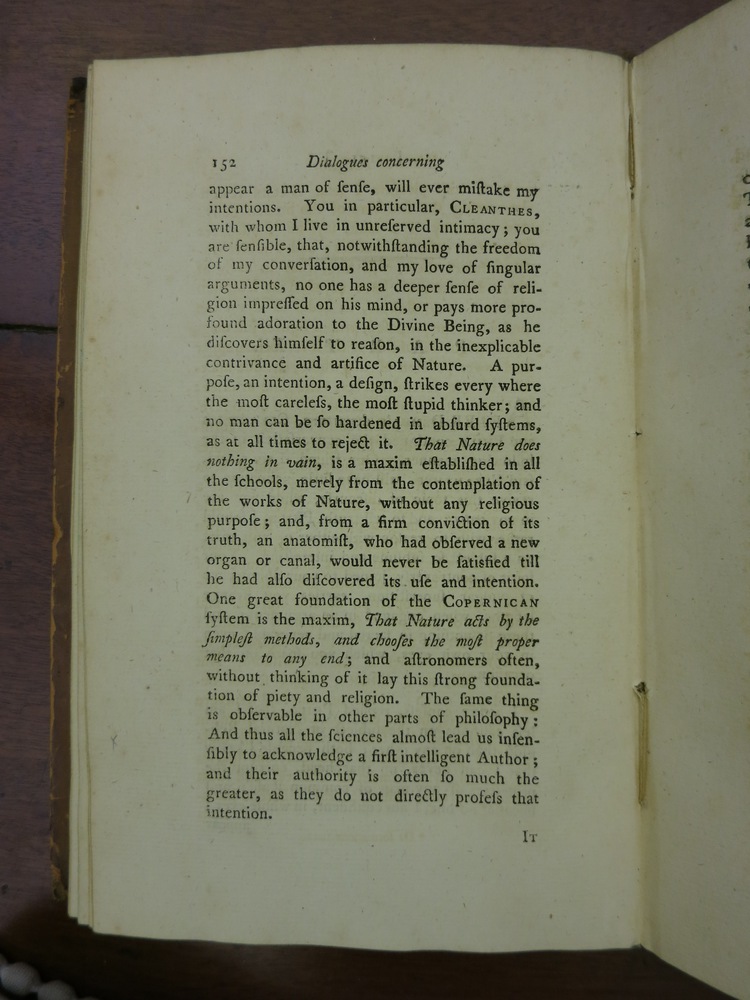 152 Dialogues concerning
appear a man of ſenſe, will ever miſtake my
intentions. You in particular, CLEANTHES,
with whom I live in unreſerved intimacy; you
are ſenſible, that, notwithſtanding the freedom
of my converſation, and my love of ſingular
arguments, no one has a deeper ſenſe of reli-
gion impreſſed on his mind, or pays more pro-
found adoration to the Divine Being, as he
diſcovers himſelf to reaſon, in the inexplicable
contrivance and artifice of Nature. A pur-
poſe, an intention, a deſign, ſtrikes every where
the moſt careleſs, the moſt ſtupid thinker; and
no man can be ſo hardened in abſurd ſyſtems,
as at all times to reject it. That Nature does
nothing in vain, is a maxim eſtabliſhed in all
the ſchools, merely from the contemplation of
the works of Nature, without any religious
purpoſe; and, from a firm conviction of its
truth, an anatomiſt, who had obſerved a new
organ or canal, would never be ſatisfied till
he had alſo diſcovered its uſe and intention.
One great foundation of the COPERNICAN
ſyſtem is the maxim, That Nature acts by the
ſimpleſt methods, and chooſes the moſt proper
means to any end; and aſtronomers often,
without thinking of it lay this ſtrong founda-
tion of piety and religion. The ſame thing
is obſervable in other parts of philoſophy:
And thus all the ſciences almoſt lead us inſen-
ſibly to acknowledge a firſt intelligent Author;
and their authority is often ſo much the
greater, as they do not directly profeſs that
intention.
IT